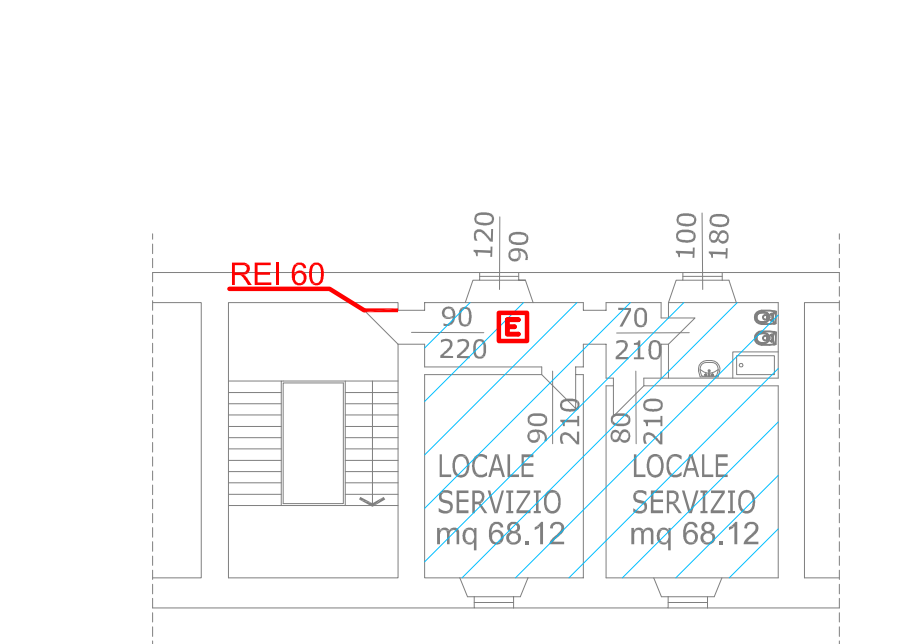 120
90
100
180
REI 60
90
220
E
70
210
90
210
80
210
LOCALE
SERVIZIO
mq 68.12
LOCALE
SERVIZIO
mq 68.12